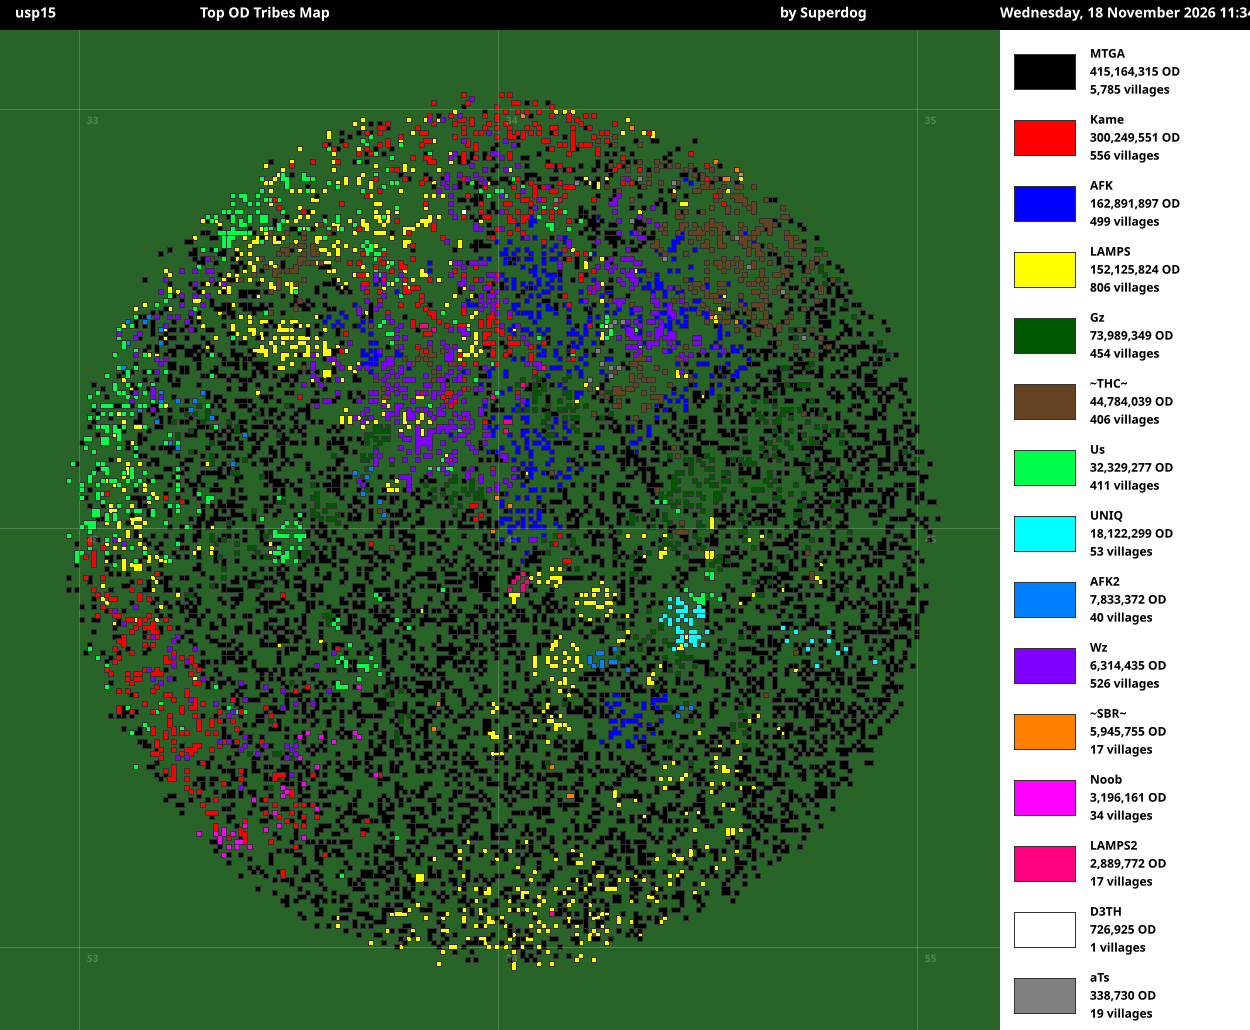 usp15
Top OD Tribes Map
by Superdog
Wednesday, 18 November 2026 11:34
33
34
35
43
53
55
MTGA
415,164,315 OD
5,785 villages
Kame
300,249,551 OD
556 villages
AFK
162,891,897 OD
499 villages
LAMPS
152,125,824 OD
806 villages
Gz
73,989,349 OD
454 villages
~THC~
44,784,039 OD
406 villages
Us
32,329,277 OD
411 villages
UNIQ
18,122,299 OD
53 villages
AFK2
7,833,372 OD
40 villages
Wz
6,314,435 OD
526 villages
~SBR~
5,945,755 OD
17 villages
Noob
3,196,161 OD
34 villages
LAMPS2
2,889,772 OD
17 villages
D3TH
726,925 OD
1 villages
aTs
338,730 OD
19 villages